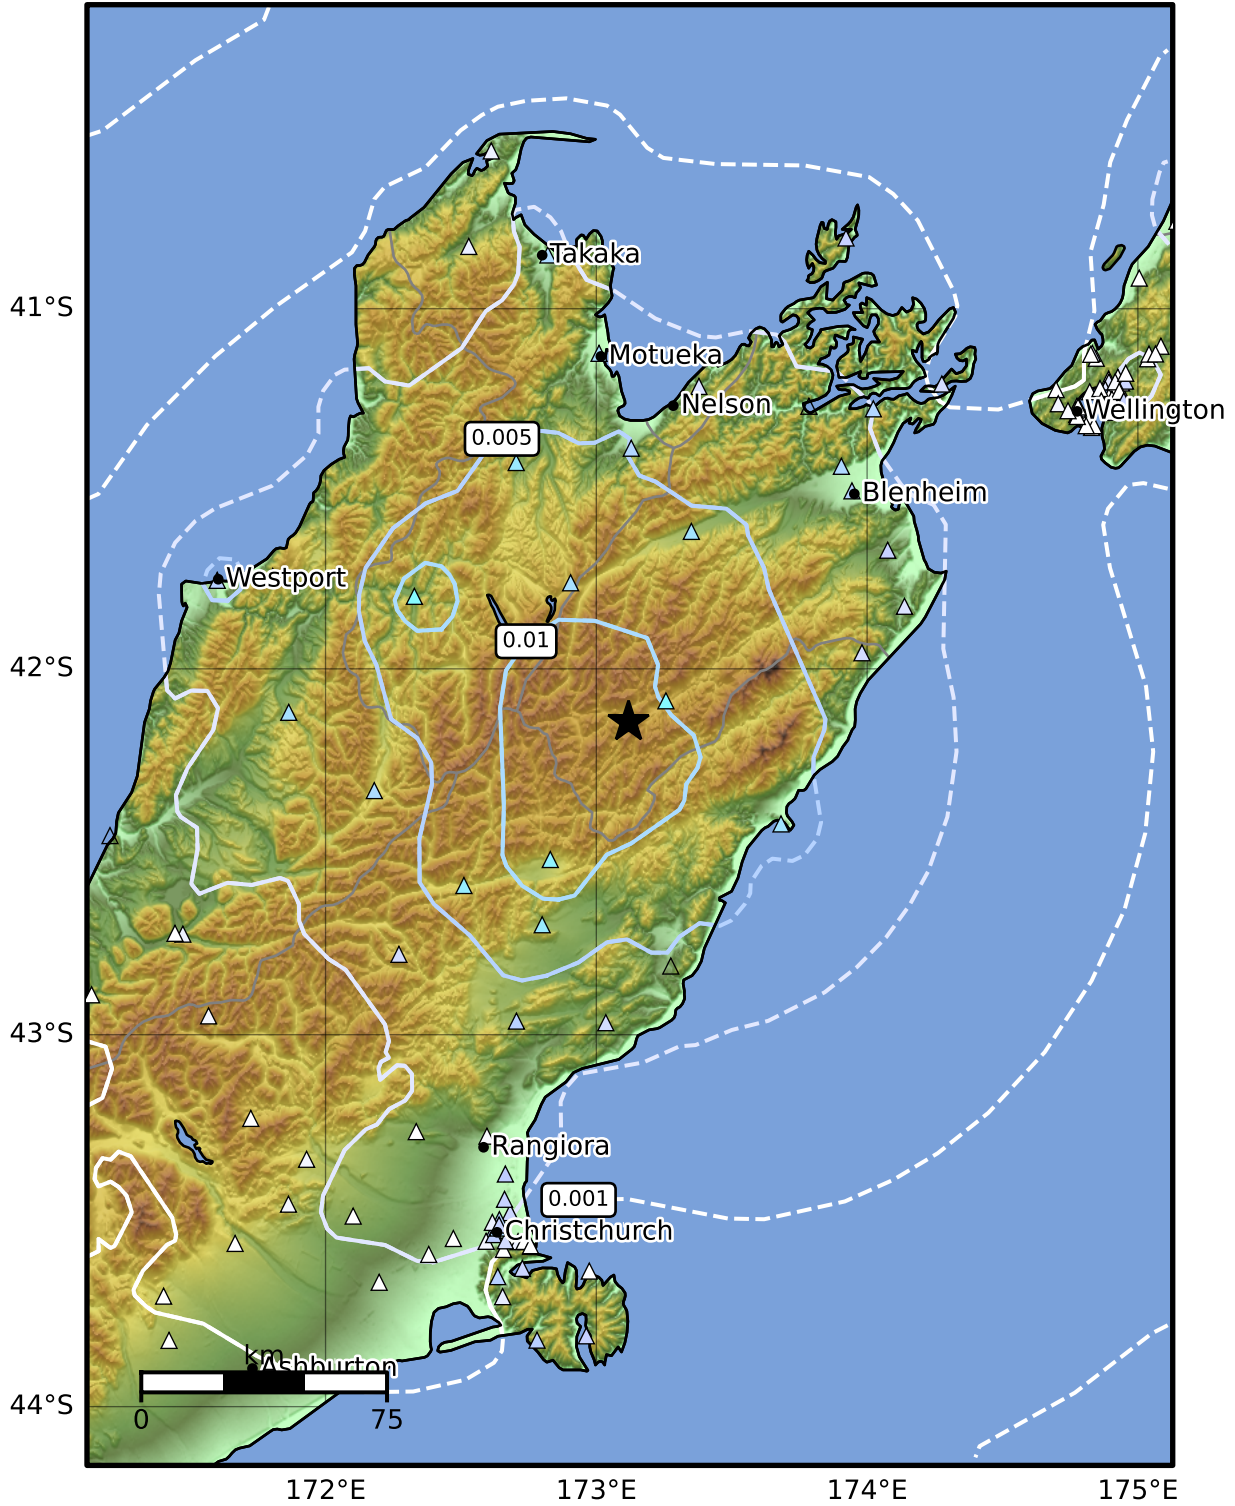 Takaka
41°S
Motueka
Nelson
Wellington
0.005
Blenheim
Westport
0.01
42°S
43°S
Rangiora
0.001
Christchurch
km
Ashburton
0
75
44°S
172°E
173°E
174°E
175°E